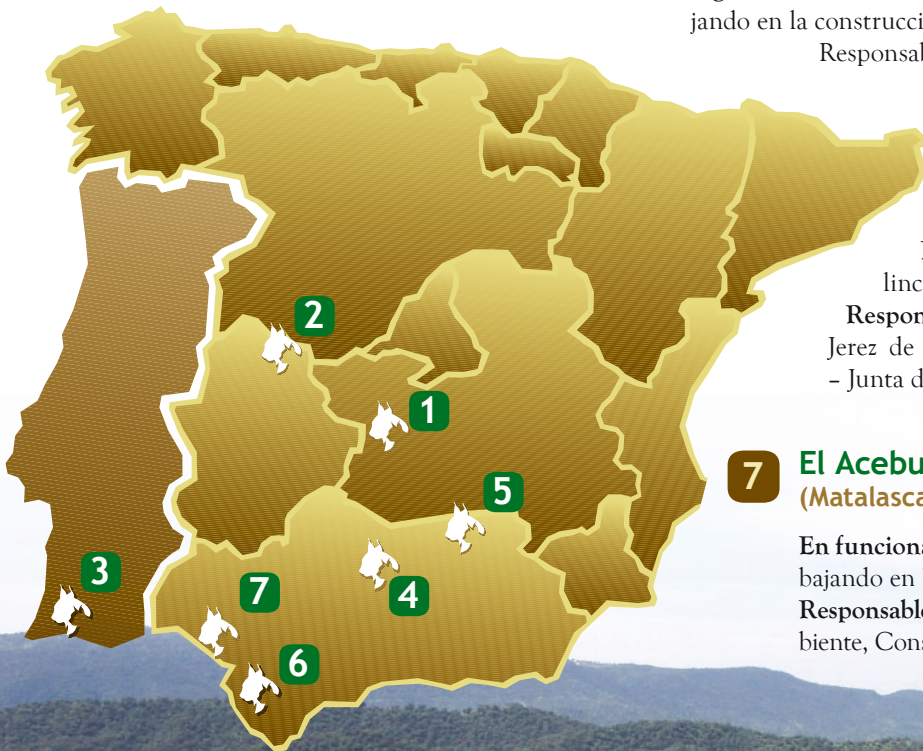 jando en la construcci
Responsab
2
linc
Respon
Jerez de
– Junta d
1
5
7
El Acebu
(Matalasca
En funciona
bajando en
Responsable
biente, Cons
3
4
7
6